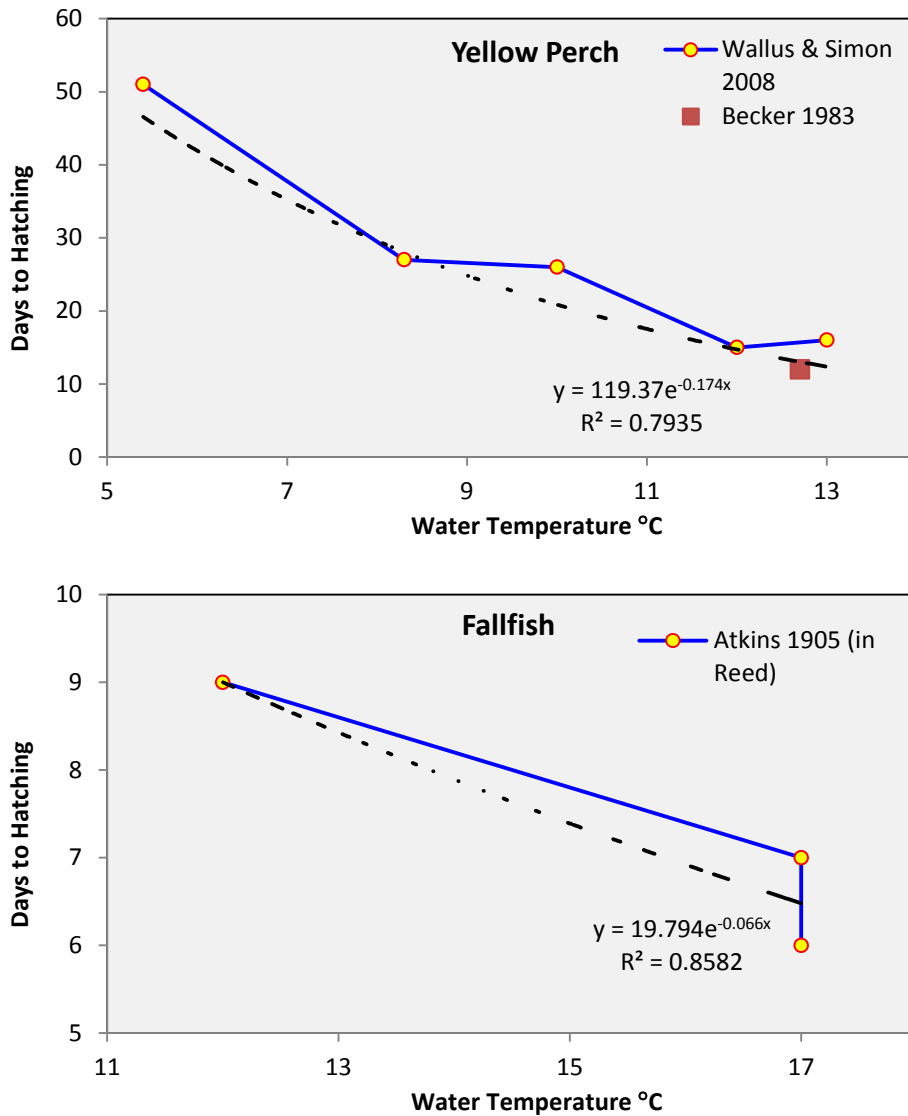 Yellow Perch
Wallus & Simon
2008
Becker 1983
60
50
40
30
20
10
0
Days to Hatching
y = 119.37e^-0.174x
R² = 0.7935
5 7 9 11 13
Water Temperature °C
Fallfish
Atkins 1905 (in
Reed)
10
9
8
7
6
5
Days to Hatching
y = 19.794e^-0.066x
R² = 0.8582
11 13 15 17
Water Temperature °C